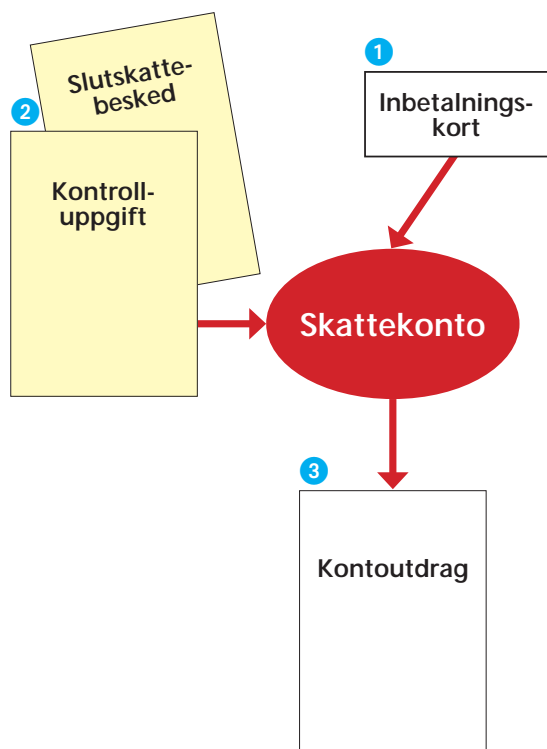 1
Inbetalnings-
kort
Slutskatte-
besked
2
Kontroll-
uppgift
Skattekonto
3
Kontoutdrag